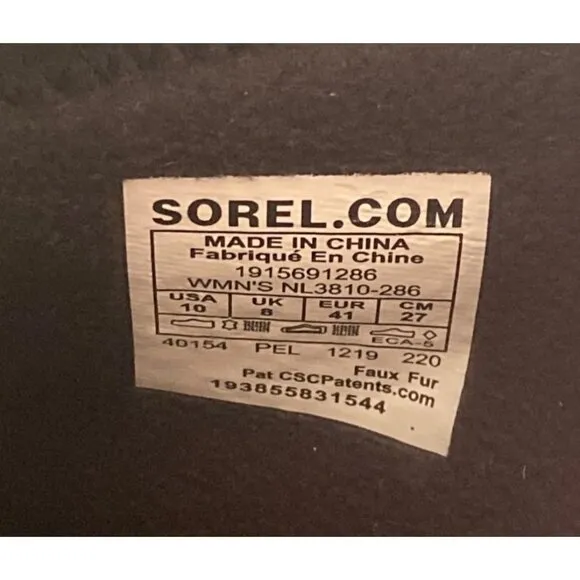 SOREL.COM
MADE IN CHINA
Fabriqué En Chine
1915691286
WMN'S NL3810-286
USA UK EUR CM
10 8 41 27
ECA-5
40154 PEL 1219 220
Faux Fur
Pat CSCPatents.com
193855831544